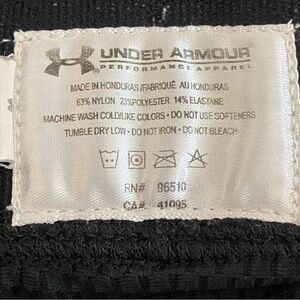 UNDER ARMOUR
PERFORMANCE APPAREL
MADE IN HONDURAS/FABRIQUÉ AU HONDURAS
63% NYLON 23%POLYESTER 14% ELASTANE
MACHINE WASH COLD/LIKE COLORS • DO NOT USE SOFTENERS
TUMBLE DRY LOW • DO NOT IRON • DO NOT BLEACH
RN# 96510
CA# 41095